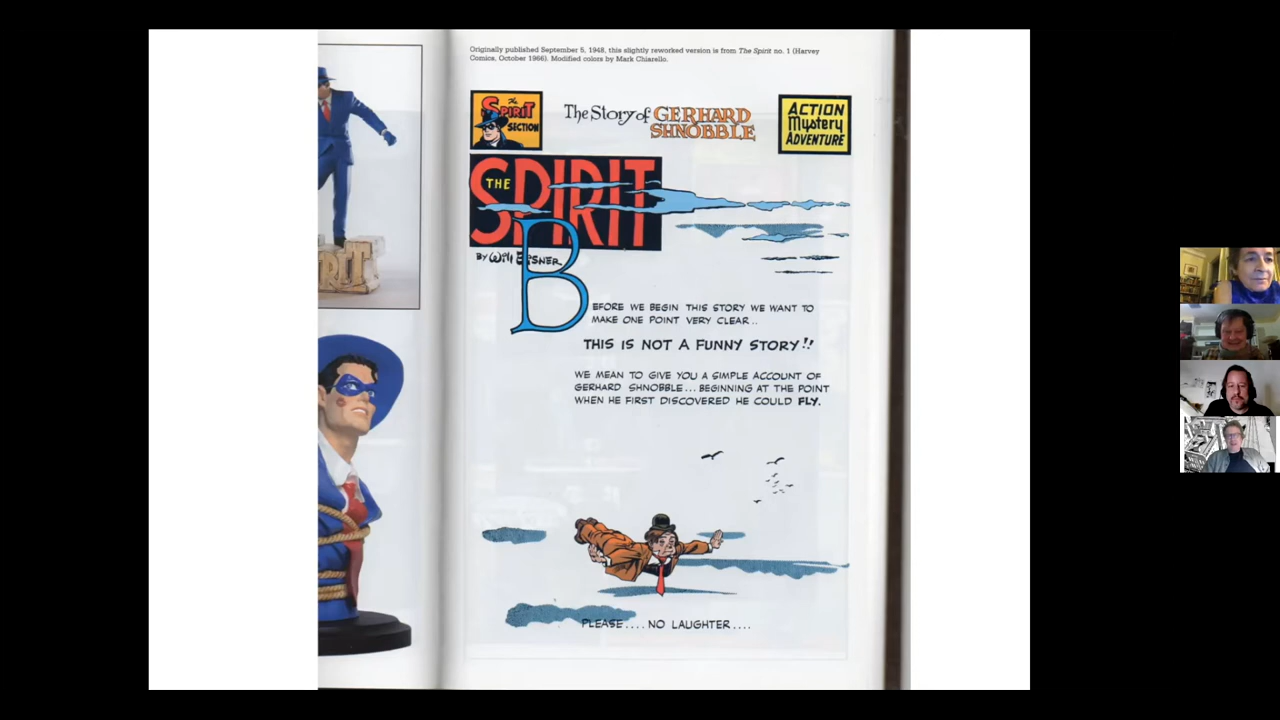 Originally published September 5, 1948, this slightly reworked version is from The Spirit no. 1 (Harvey
Comics, October 1966). Modified colors by Mark Chiarello.
The
SPIRIT
SECTION
The Story of GERHARD
SHNOBBLE
ACTION
Mystery
ADVENTURE
THE
SPIRIT
BY Will EISNER
BEFORE WE BEGIN THIS STORY WE WANT TO
MAKE ONE POINT VERY CLEAR..
THIS IS NOT A FUNNY STORY!!
WE MEAN TO GIVE YOU A SIMPLE ACCOUNT OF
GERHARD SHNOBBLE... BEGINNING AT THE POINT
WHEN HE FIRST DISCOVERED HE COULD FLY.
PLEASE.... NO LAUGHTER....